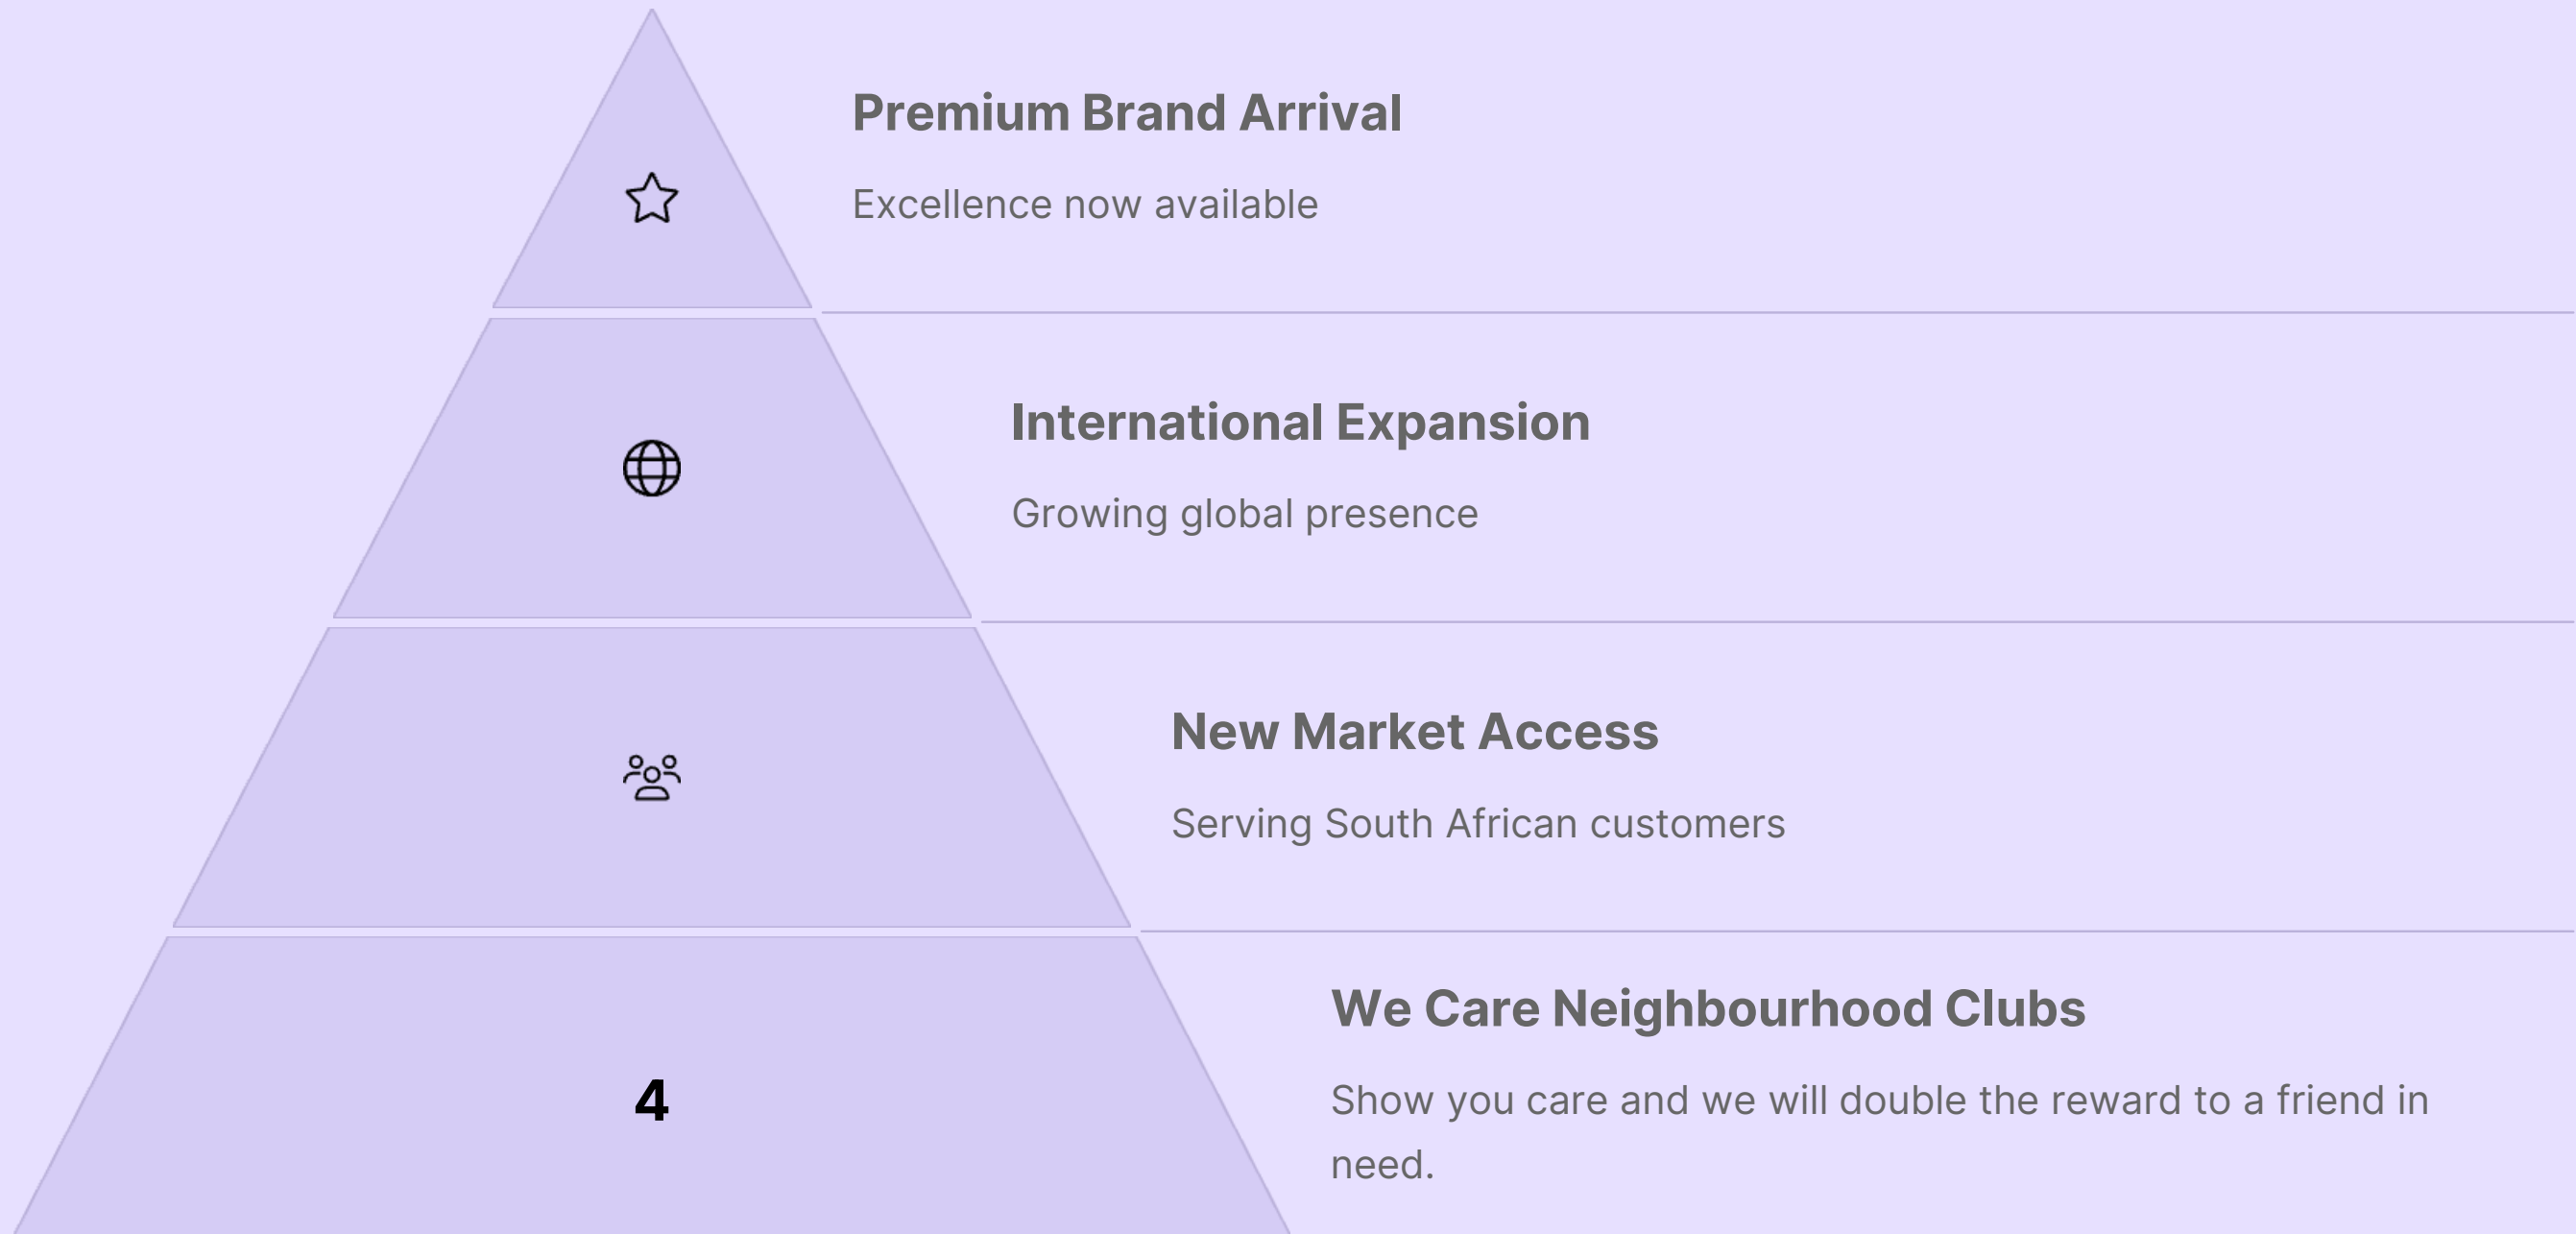 Premium Brand Arrival
Excellence now available
International Expansion
Growing global presence
New Market Access
Serving South African customers
4
We Care Neighbourhood Clubs
Show you care and we will double the reward to a friend in
need.